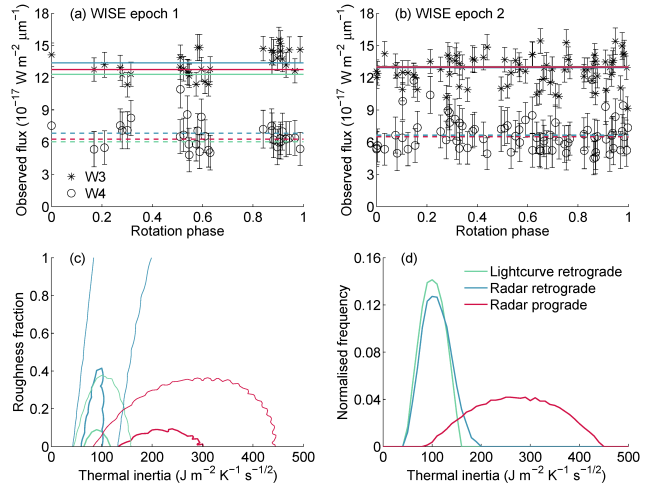 (a) WISE epoch 1
(b) WISE epoch 2
18
15
12
9
6
3
0
Observed flux (10⁻¹⁷ W m⁻² μm⁻¹)
W3
W4
0 0.2 0.4 0.6 0.8 1
Rotation phase
18
15
12
9
6
3
0
Observed flux (10⁻¹⁷ W m⁻² μm⁻¹)
0 0.2 0.4 0.6 0.8 1
Rotation phase
(c)
1
0.8
0.6
0.4
0.2
0
Roughness fraction
0 100 200 300 400 500
Thermal inertia (J m⁻² K⁻¹ s⁻¹/²)
(d)
Lightcurve retrograde
Radar retrograde
Radar prograde
0.16
0.12
0.08
0.04
0
Normalised frequency
0 100 200 300 400 500
Thermal inertia (J m⁻² K⁻¹ s⁻¹/²)